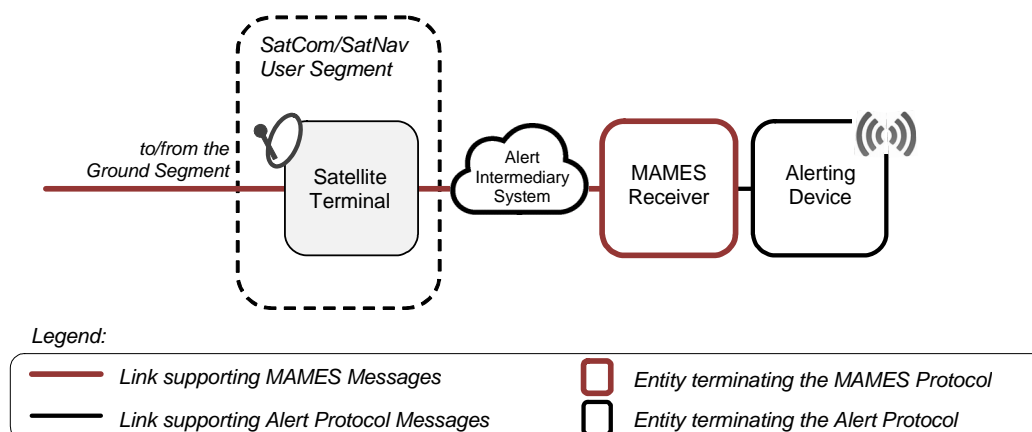 SatCom/SatNav
User Segment
to/from the
Ground Segment
Satellite
Terminal
Alert
Intermediary
System
MAMES
Receiver
Alerting
Device
Legend:
Link supporting MAMES Messages
Entity terminating the MAMES Protocol
Link supporting Alert Protocol Messages
Entity terminating the Alert Protocol